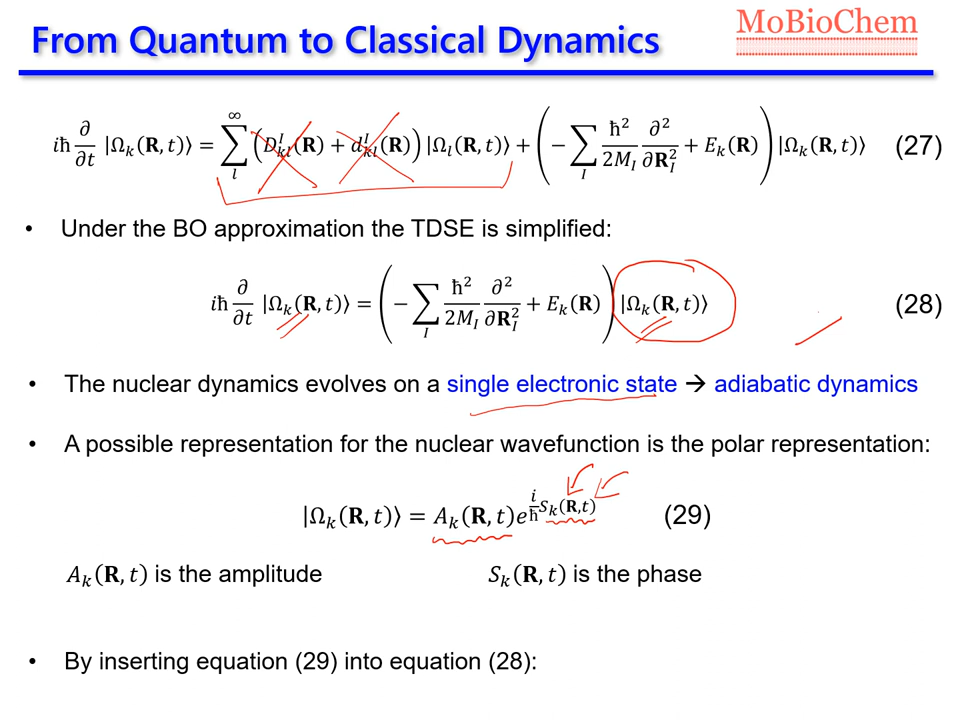 From Quantum to Classical Dynamics
MoBioChem
iħ ∂/∂t |Ω_k(R, t)⟩ = ∑_l^∞ (D_kl^I(R) + d_kl^I(R)) |Ω_l(R, t)⟩ + (− ∑_I ħ²/2M_I ∂²/∂R_I² + E_k(R)) |Ω_k(R, t)⟩ (27)
• Under the BO approximation the TDSE is simplified:
iħ ∂/∂t |Ω_k(R, t)⟩ = (− ∑_I ħ²/2M_I ∂²/∂R_I² + E_k(R)) |Ω_k(R, t)⟩ (28)
• The nuclear dynamics evolves on a single electronic state → adiabatic dynamics
• A possible representation for the nuclear wavefunction is the polar representation:
|Ω_k(R, t)⟩ = A_k(R, t)e^{i/ħ S_k(R,t)} (29)
A_k(R, t) is the amplitude S_k(R, t) is the phase
• By inserting equation (29) into equation (28):